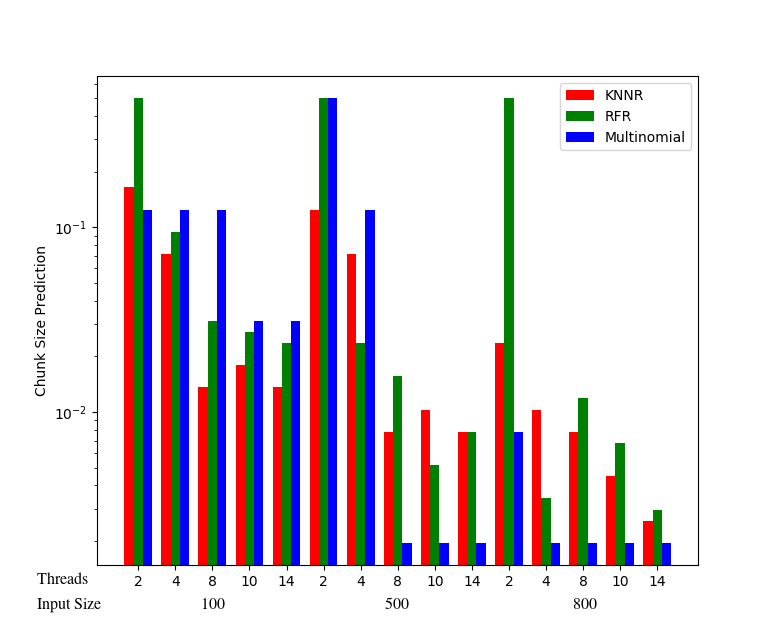 KNNR
RFR
Multinomial
10⁻¹
10⁻²
Chunk Size Prediction
Threads 2 4 8 10 14 2 4 8 10 14 2 4 8 10 14
Input Size 100 500 800